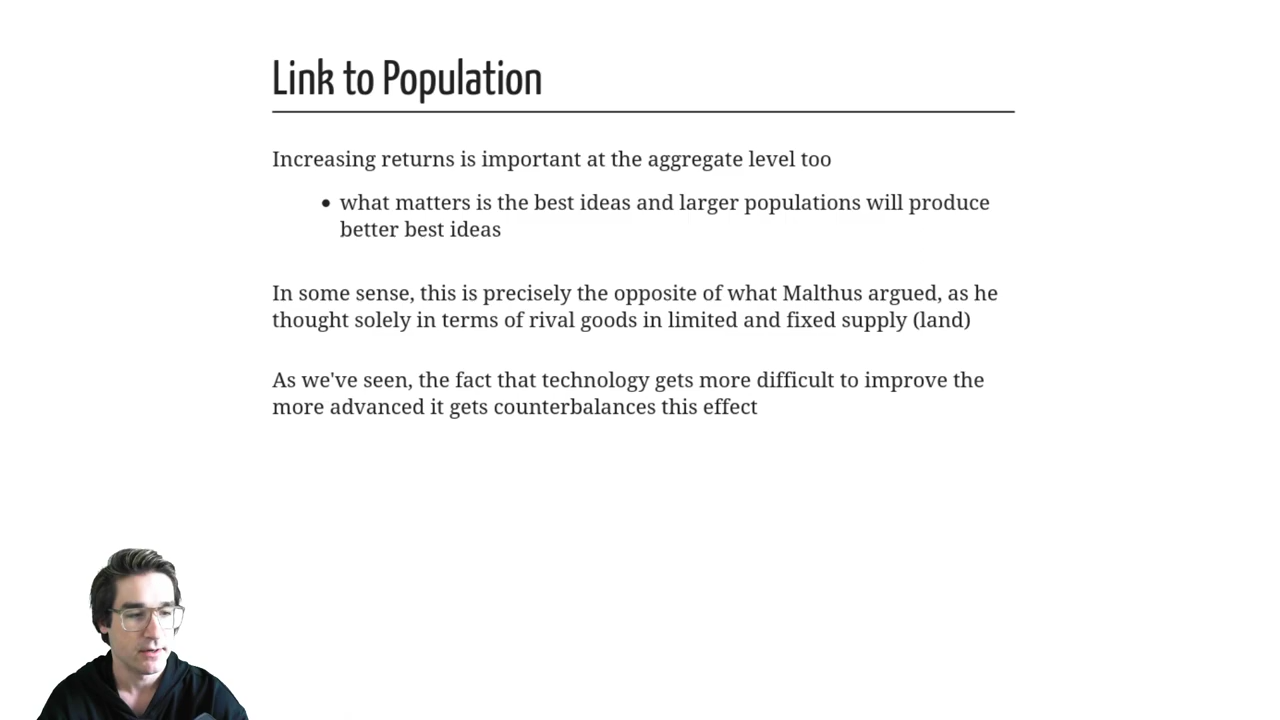 Link to Population
Increasing returns is important at the aggregate level too
• what matters is the best ideas and larger populations will produce
better best ideas
In some sense, this is precisely the opposite of what Malthus argued, as he
thought solely in terms of rival goods in limited and fixed supply (land)
As we've seen, the fact that technology gets more difficult to improve the
more advanced it gets counterbalances this effect